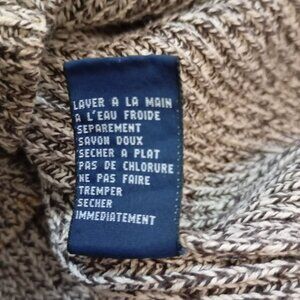 LAVER A LA MAIN
A L'EAU FROIDE
SEPAREMENT
SAVON DOUX
SECHER A PLAT
PAS DE CHLORURE
NE PAS FAIRE
TREMPER
SECHER
IMMEDIATEMENT